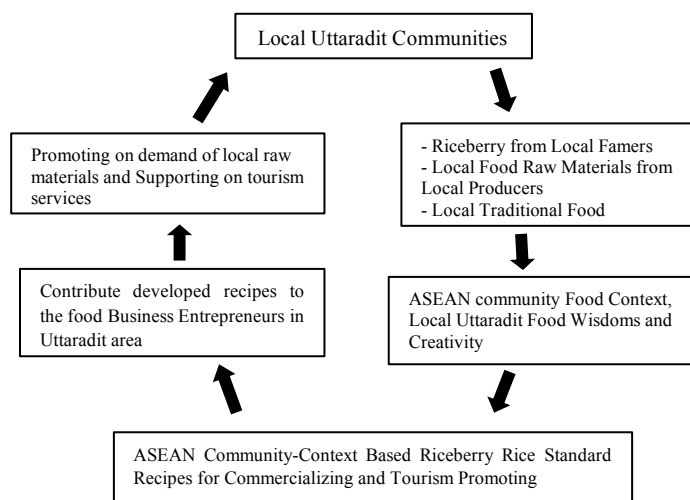 Local Uttaradit Communities
Promoting on demand of local raw
materials and Supporting on tourism
services
- Riceberry from Local Famers
- Local Food Raw Materials from
Local Producers
- Local Traditional Food
Contribute developed recipes to
the food Business Entrepreneurs in
Uttaradit area
ASEAN community Food Context,
Local Uttaradit Food Wisdoms and
Creativity
ASEAN Community-Context Based Riceberry Rice Standard
Recipes for Commercializing and Tourism Promoting